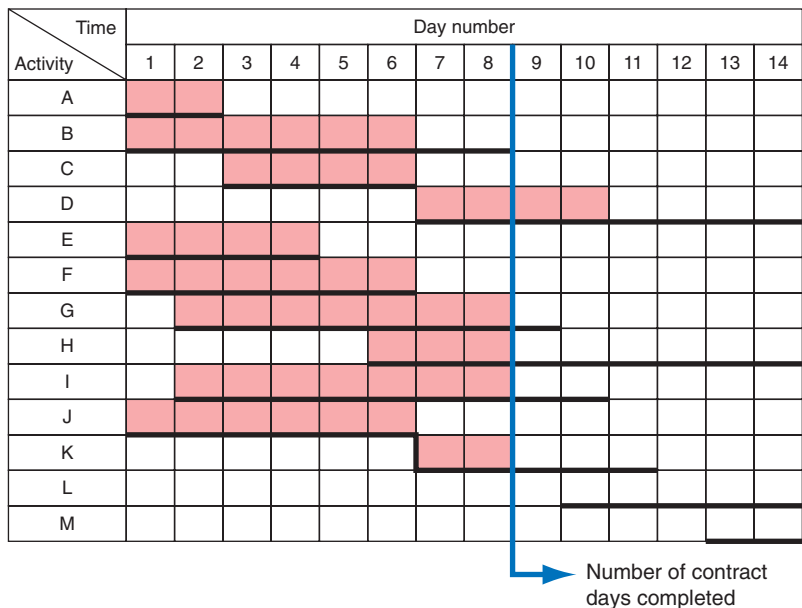 Time
Day number
Activity
1 2 3 4 5 6 7 8 9 10 11 12 13 14
A
B
C
D
E
F
G
H
I
J
K
L
M
Number of contract
days completed